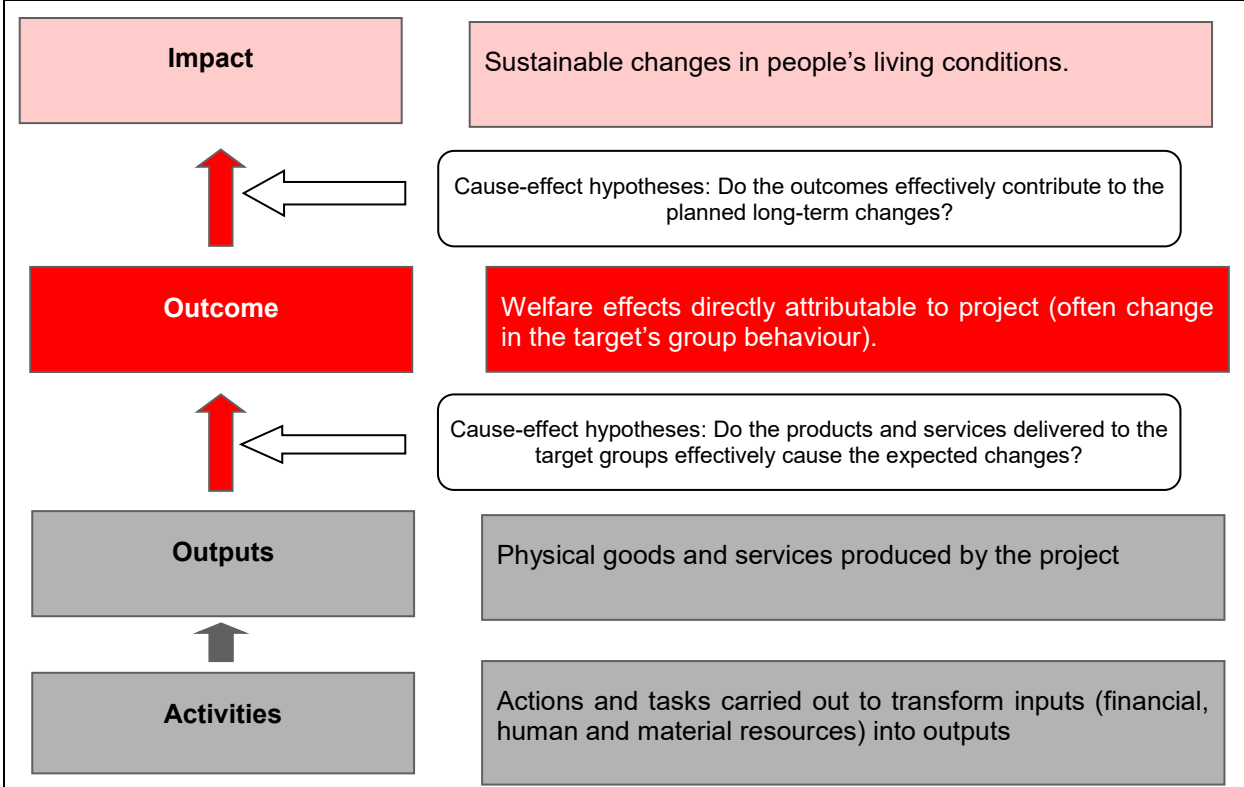 Impact
Sustainable changes in people’s living conditions.
Cause-effect hypotheses: Do the outcomes effectively contribute to the
planned long-term changes?
Outcome
Welfare effects directly attributable to project (often change
in the target’s group behaviour).
Cause-effect hypotheses: Do the products and services delivered to the
target groups effectively cause the expected changes?
Outputs
Physical goods and services produced by the project
Activities
Actions and tasks carried out to transform inputs (financial,
human and material resources) into outputs